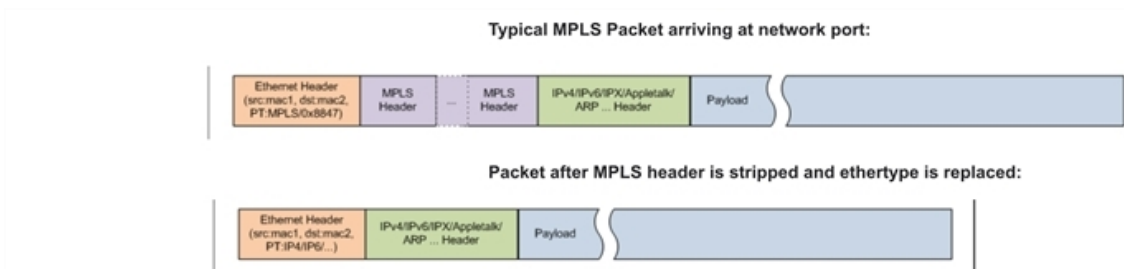 Typical MPLS Packet arriving at network port:
Ethernet Header
(src:mac1, dst:mac2,
PT:MPLS/0x8847)
MPLS
Header
...
MPLS
Header
IPv4/IPv6/IPX/Appletalk/
ARP ... Header
Payload
Packet after MPLS header is stripped and ethertype is replaced:
Ethernet Header
(src:mac1, dst:mac2,
PT:IP4/IP6/...)
IPv4/IPv6/IPX/Appletalk/
ARP ... Header
Payload